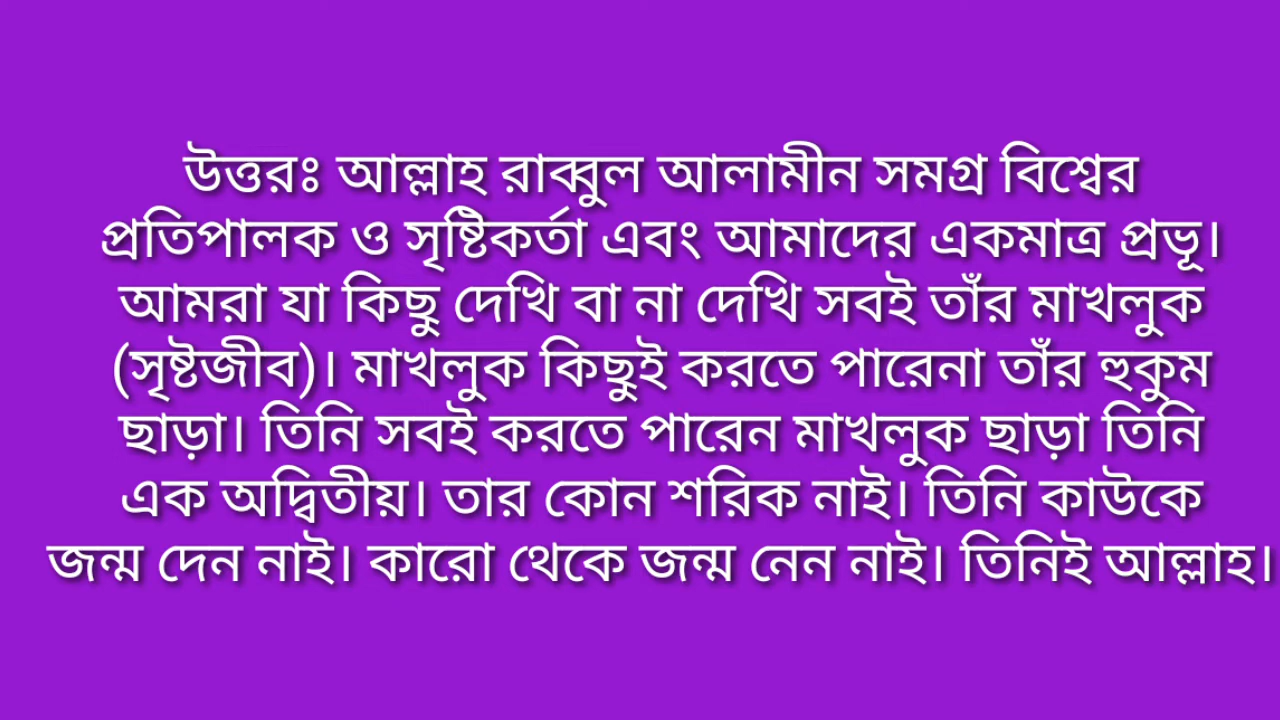 উত্তরঃ আল্লাহ রাব্বুল আলামীন সমগ্র বিশ্বের
প্রতিপালক ও সৃষ্টিকর্তা এবং আমাদের একমাত্র প্রভূ।
আমরা যা কিছু দেখি বা না দেখি সবই তাঁর মাখলুক
(সৃষ্টজীব)। মাখলুক কিছুই করতে পারেনা তাঁর হুকুম
ছাড়া। তিনি সবই করতে পারেন মাখলুক ছাড়া তিনি
এক অদ্বিতীয়। তার কোন শরিক নাই। তিনি কাউকে
জন্ম দেন নাই। কারো থেকে জন্ম নেন নাই। তিনিই আল্লাহ।